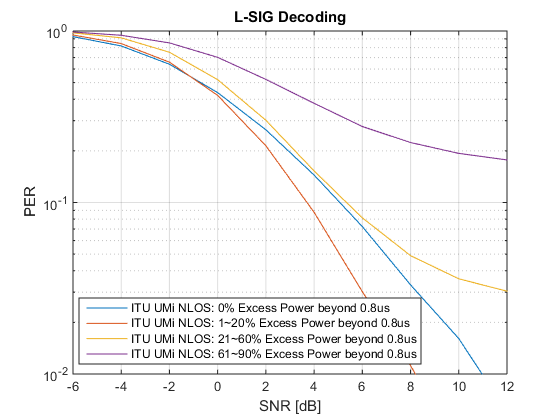 L-SIG Decoding
10^0
10^-1
10^-2
PER
ITU UMi NLOS: 0% Excess Power beyond 0.8us
ITU UMi NLOS: 1~20% Excess Power beyond 0.8us
ITU UMi NLOS: 21~60% Excess Power beyond 0.8us
ITU UMi NLOS: 61~90% Excess Power beyond 0.8us
-6 -4 -2 0 2 4 6 8 10 12
SNR [dB]